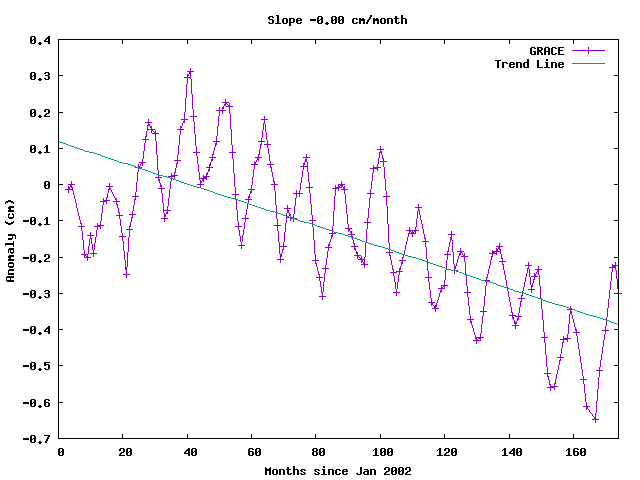 Slope -0.00 cm/month
0.4
GRACE
Trend Line
0.3
0.2
0.1
0
-0.1
-0.2
-0.3
-0.4
-0.5
-0.6
-0.7
Anomaly (cm)
0 20 40 60 80 100 120 140 160
Months since Jan 2002